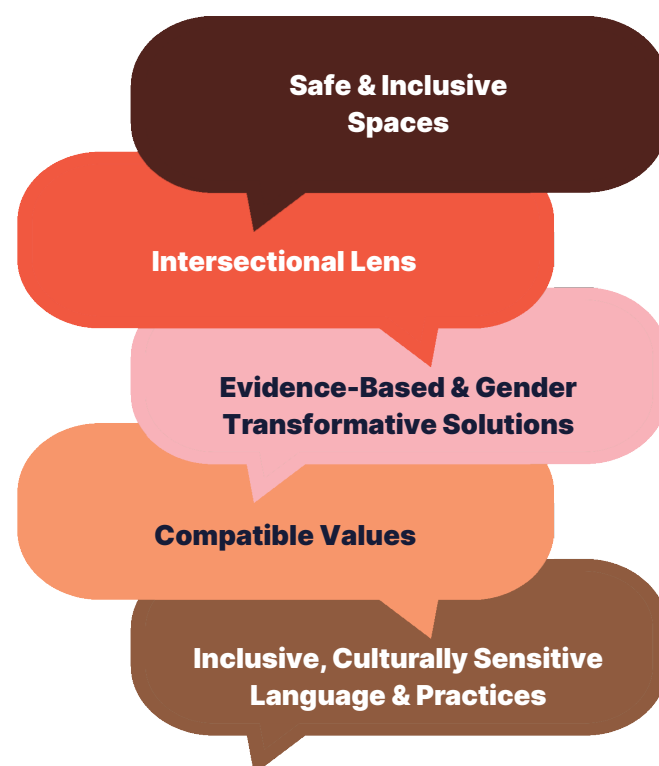 Safe & Inclusive
Spaces
Intersectional Lens
Evidence-Based & Gender
Transformative Solutions
Compatible Values
Inclusive, Culturally Sensitive
Language & Practices